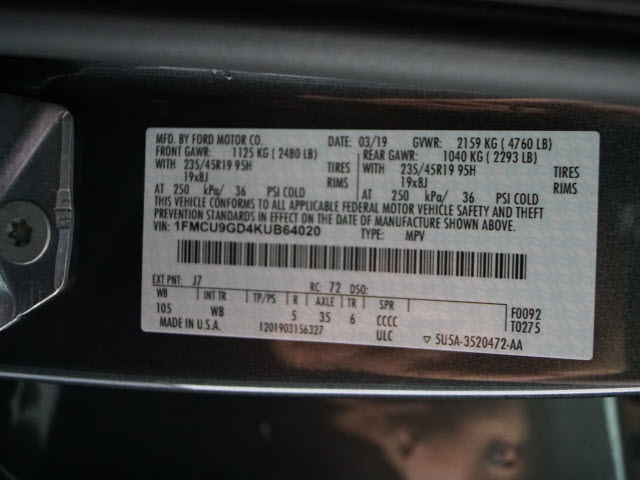 MFD. BY FORD MOTOR CO. DATE: 03/19 GVWR: 2159 KG ( 4760 LB)
FRONT GAWR: 1125 KG ( 2480 LB) REAR GAWR: 1040 KG ( 2293 LB)
WITH 235/45R19 95H TIRES WITH 235/45R19 95H TIRES
19x8J RIMS 19x8J RIMS
AT 250 kPa/ 36 PSI COLD AT 250 kPa/ 36 PSI COLD
THIS VEHICLE CONFORMS TO ALL APPLICABLE FEDERAL MOTOR VEHICLE SAFETY AND THEFT
PREVENTION STANDARDS IN EFFECT ON THE DATE OF MANUFACTURE SHOWN ABOVE.
VIN: 1FMCU9GD4KUB64020 TYPE: MPV
EXT PNT: J7 RC: 72 DSO:
WB INT TR TP/PS R AXLE TR SPR F0092
105 WB 5 35 6 CCCC T0275
MADE IN U.S.A. 1201903156327 ULC ▽ 5U5A-3520472-AA